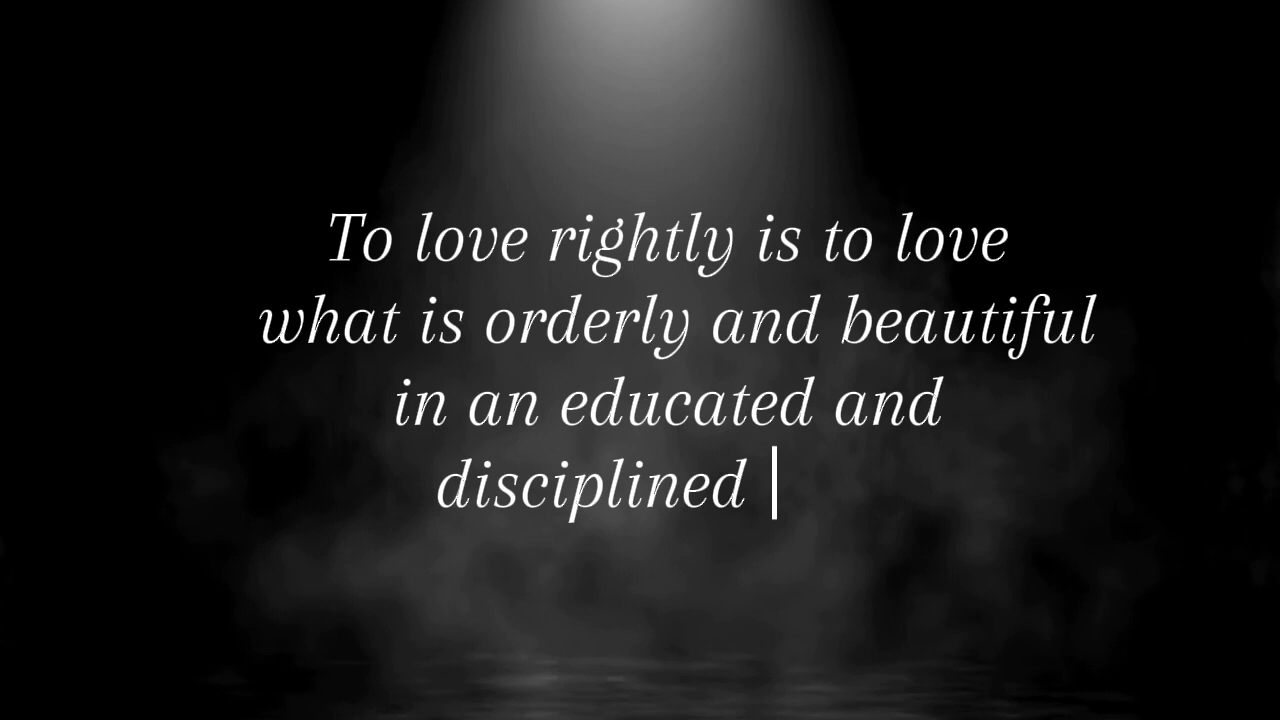 To love rightly is to love
what is orderly and beautiful
in an educated and
disciplined